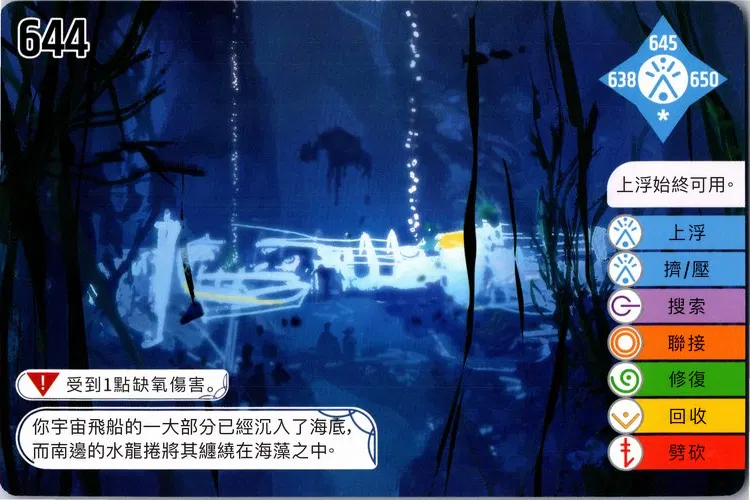 644
645
638 650
*
上浮始終可用。
上浮
擠/壓
搜索
聯接
修復
回收
劈砍
! 受到1點缺氧傷害。
你宇宙飛船的一大部分已經沉入了海底,
而南邊的水龍捲將其纏繞在海藻之中。